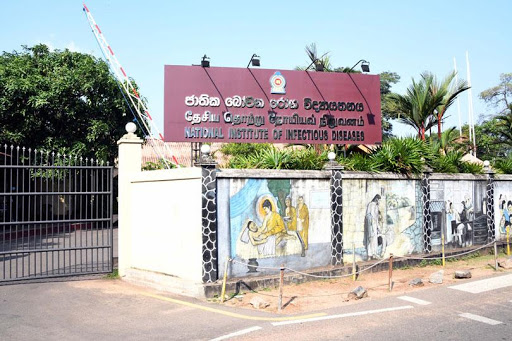 ජාතික බෝවන රෝග විද්‍යායතනය
தேசிய தொற்று நோயியல் நிறுவனம்
NATIONAL INSTITUTE OF INFECTIOUS DISEASES